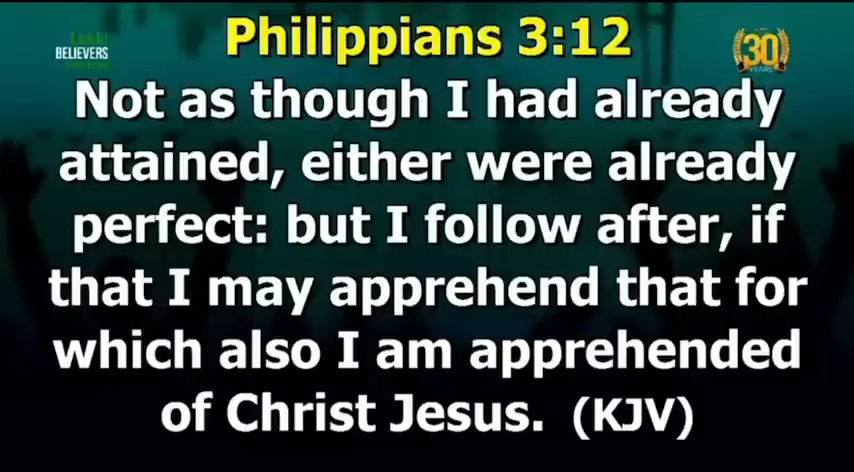 Philippians 3:12
BELIEVERS
30
YEARS
Not as though I had already
attained, either were already
perfect: but I follow after, if
that I may apprehend that for
which also I am apprehended
of Christ Jesus. (KJV)